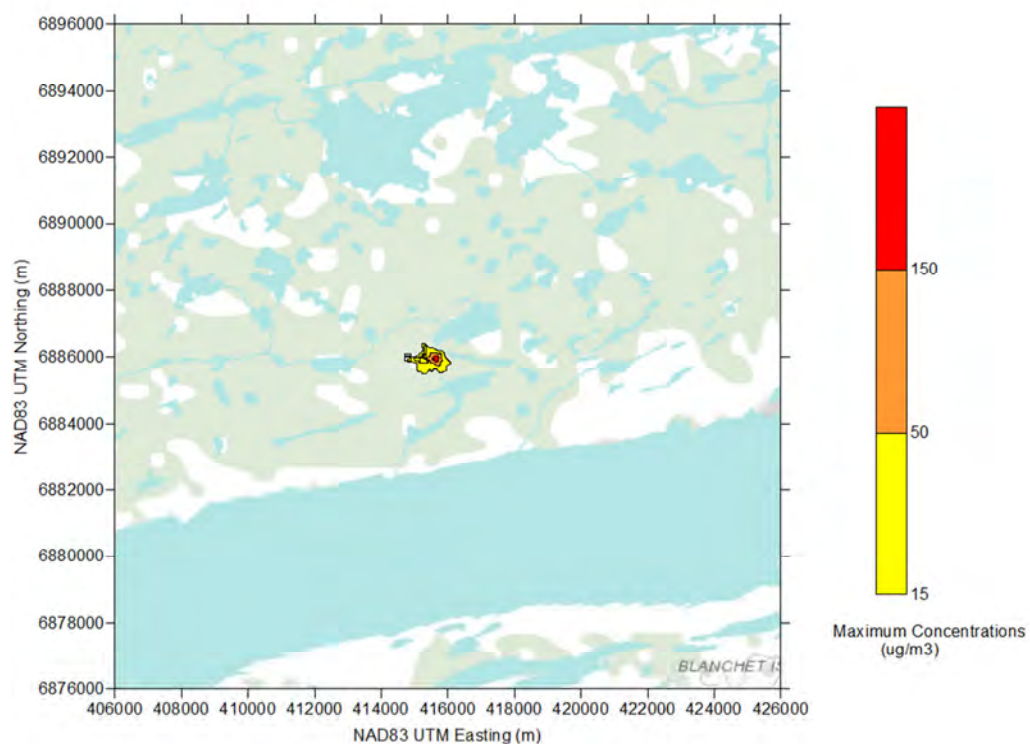 6896000
6894000
6892000
6890000
6888000
6886000
6884000
6882000
6880000
6878000
6876000
NAD83 UTM Northing (m)
BLANCHET IS
406000 408000 410000 412000 414000 416000 418000 420000 422000 424000 426000
NAD83 UTM Easting (m)
150
50
15
Maximum Concentrations
(ug/m3)